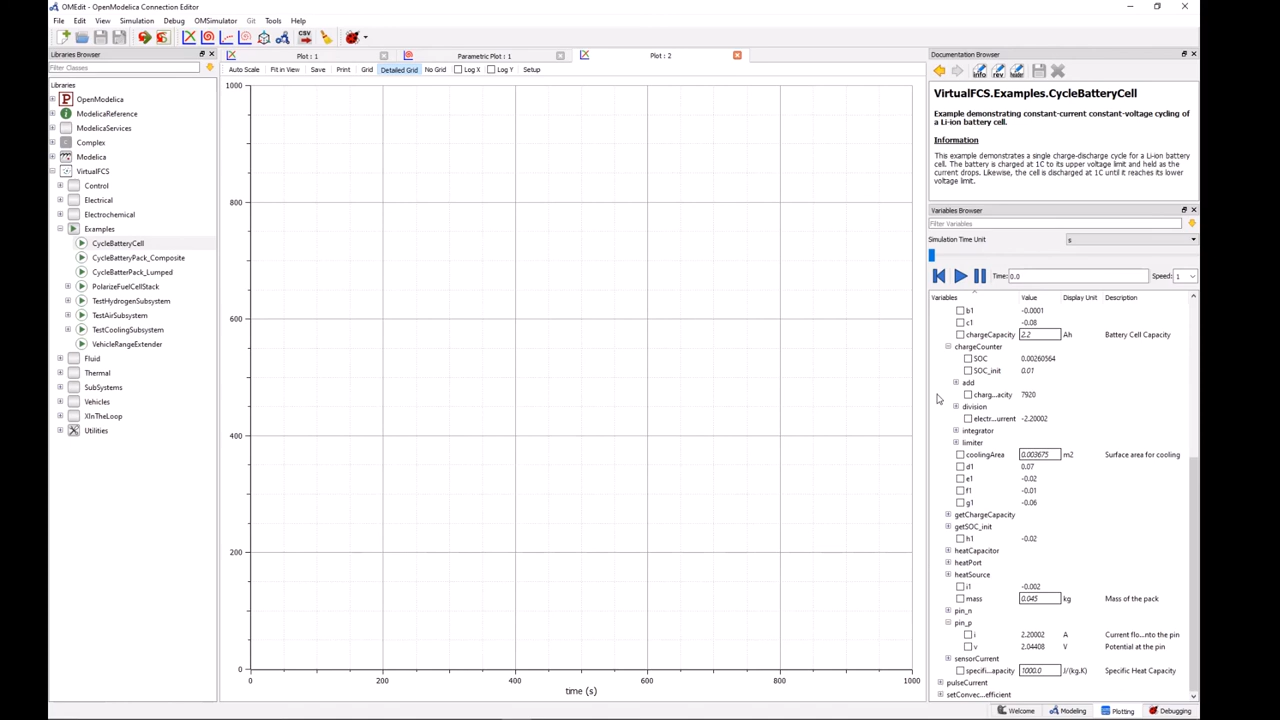 OMEdit - OpenModelica Connection Editor
File Edit View Simulation Debug OMSimulator Git Tools Help
CSV
Libraries Browser
Filter Classes
Libraries
OpenModelica
ModelicaReference
ModelicaServices
Complex
Modelica
VirtualFCS
Control
Electrical
Electrochemical
Examples
CycleBatteryCell
CycleBatteryPack_Composite
CycleBatterPack_Lumped
PolarizeFuelCellStack
TestHydrogenSubsystem
TestAirSubsystem
TestCoolingSubsystem
VehicleRangeExtender
Fluid
Thermal
SubSystems
Vehicles
XInTheLoop
Utilities
Plot : 1 Parametric Plot : 1 Plot : 2
Auto Scale Fit in View Save Print Grid Detailed Grid No Grid Log X Log Y Setup
1000
800
600
400
200
0
0 200 400 600 800 1000
time (s)
Documentation Browser
info rev header
VirtualFCS.Examples.CycleBatteryCell
Example demonstrating constant-current constant-voltage cycling of
a Li-ion battery cell.
Information
This example demonstrates a single charge-discharge cycle for a Li-ion battery
cell. The battery is charged at 1C to its upper voltage limit and held as the
current drops. Likewise, the cell is discharged at 1C until it reaches its lower
voltage limit.
Variables Browser
Filter Variables
Simulation Time Unit s
Time: 0.0 Speed: 1
Variables Value Display Unit Description
b1 -0.0001
c1 -0.08
chargeCapacity 2.2 Ah Battery Cell Capacity
chargeCounter
SOC 0.00260564
SOC_init 0.01
add
charg...acity 7920
division
electr...urrent -2.20002
integrator
limiter
coolingArea 0.003675 m2 Surface area for cooling
d1 0.07
e1 -0.02
f1 -0.01
g1 -0.06
getChargeCapacity
getSOC_init
h1 -0.02
heatCapacitor
heatPort
heatSource
i1 -0.002
mass 0.045 kg Mass of the pack
pin_n
pin_p
i 2.20002 A Current flo...nto the pin
v 2.04408 V Potential at the pin
sensorCurrent
specifi...apacity 1000.0 J/(kg.K) Specific Heat Capacity
pulseCurrent
setConvec...efficient
Welcome Modeling Plotting Debugging